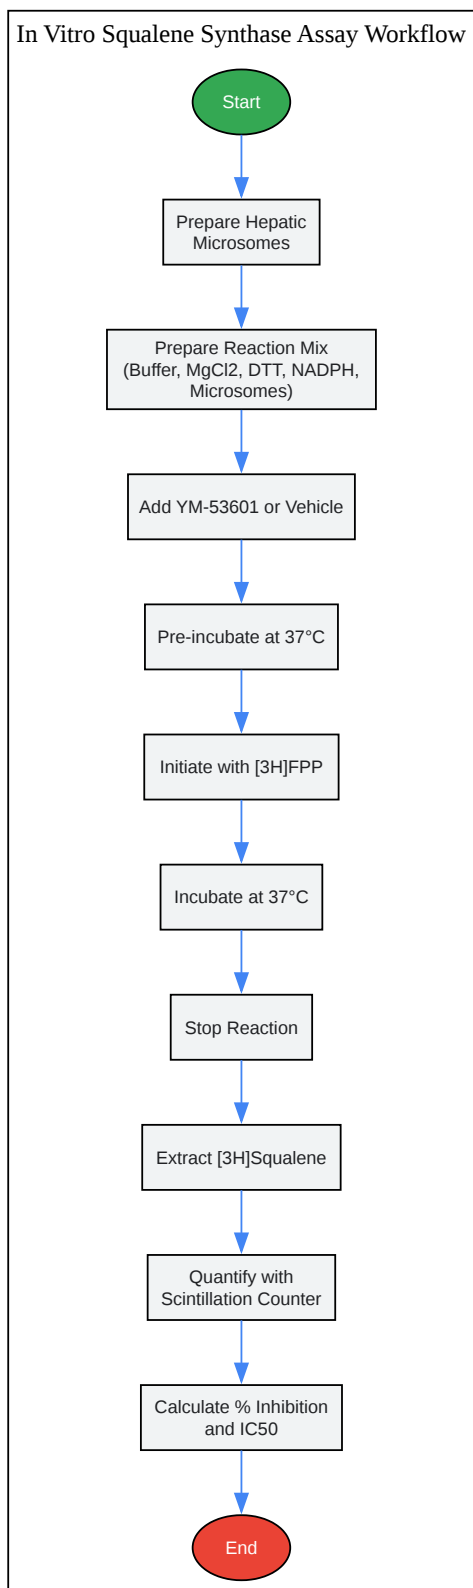 In Vitro Squalene Synthase Assay Workflow
Start
Prepare Hepatic
Microsomes
Prepare Reaction Mix
(Buffer, MgCl2, DTT, NADPH,
Microsomes)
Add YM-53601 or Vehicle
Pre-incubate at 37°C
Initiate with [3H]FPP
Incubate at 37°C
Stop Reaction
Extract [3H]Squalene
Quantify with
Scintillation Counter
Calculate % Inhibition
and IC50
End